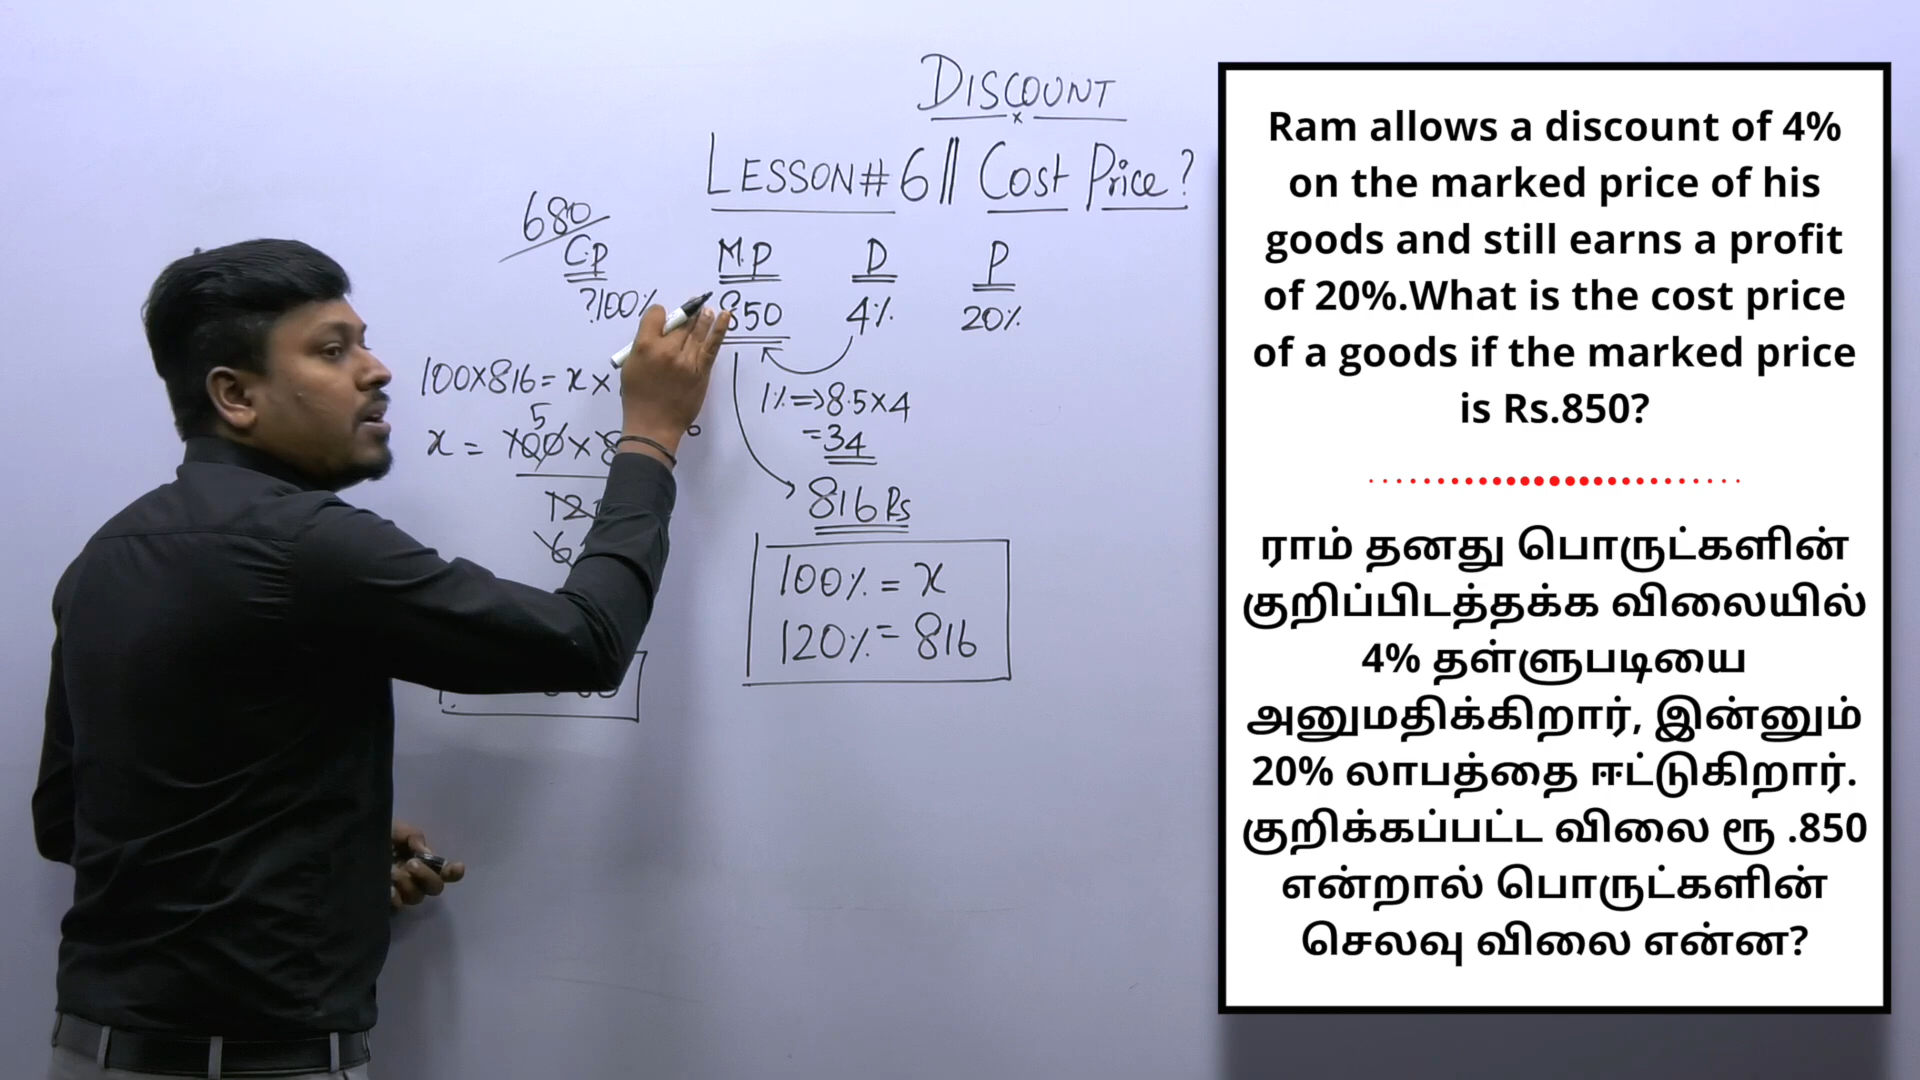 DISCOUNT
x
LESSON# 6 || Cost Price?
680
C.P M.P D P
?100% 850 4% 20%
100x816= x x
1% => 8.5x4
5
x = 100 x 8
=34
816 Rs
100% = x
120% = 816
Ram allows a discount of 4%
on the marked price of his
goods and still earns a profit
of 20%.What is the cost price
of a goods if the marked price
is Rs.850?
ராம் தனது பொருட்களின்
குறிப்பிடத்தக்க விலையில்
4% தள்ளுபடியை
அனுமதிக்கிறார், இன்னும்
20% லாபத்தை ஈட்டுகிறார்.
குறிக்கப்பட்ட விலை ரூ .850
என்றால் பொருட்களின்
செலவு விலை என்ன?